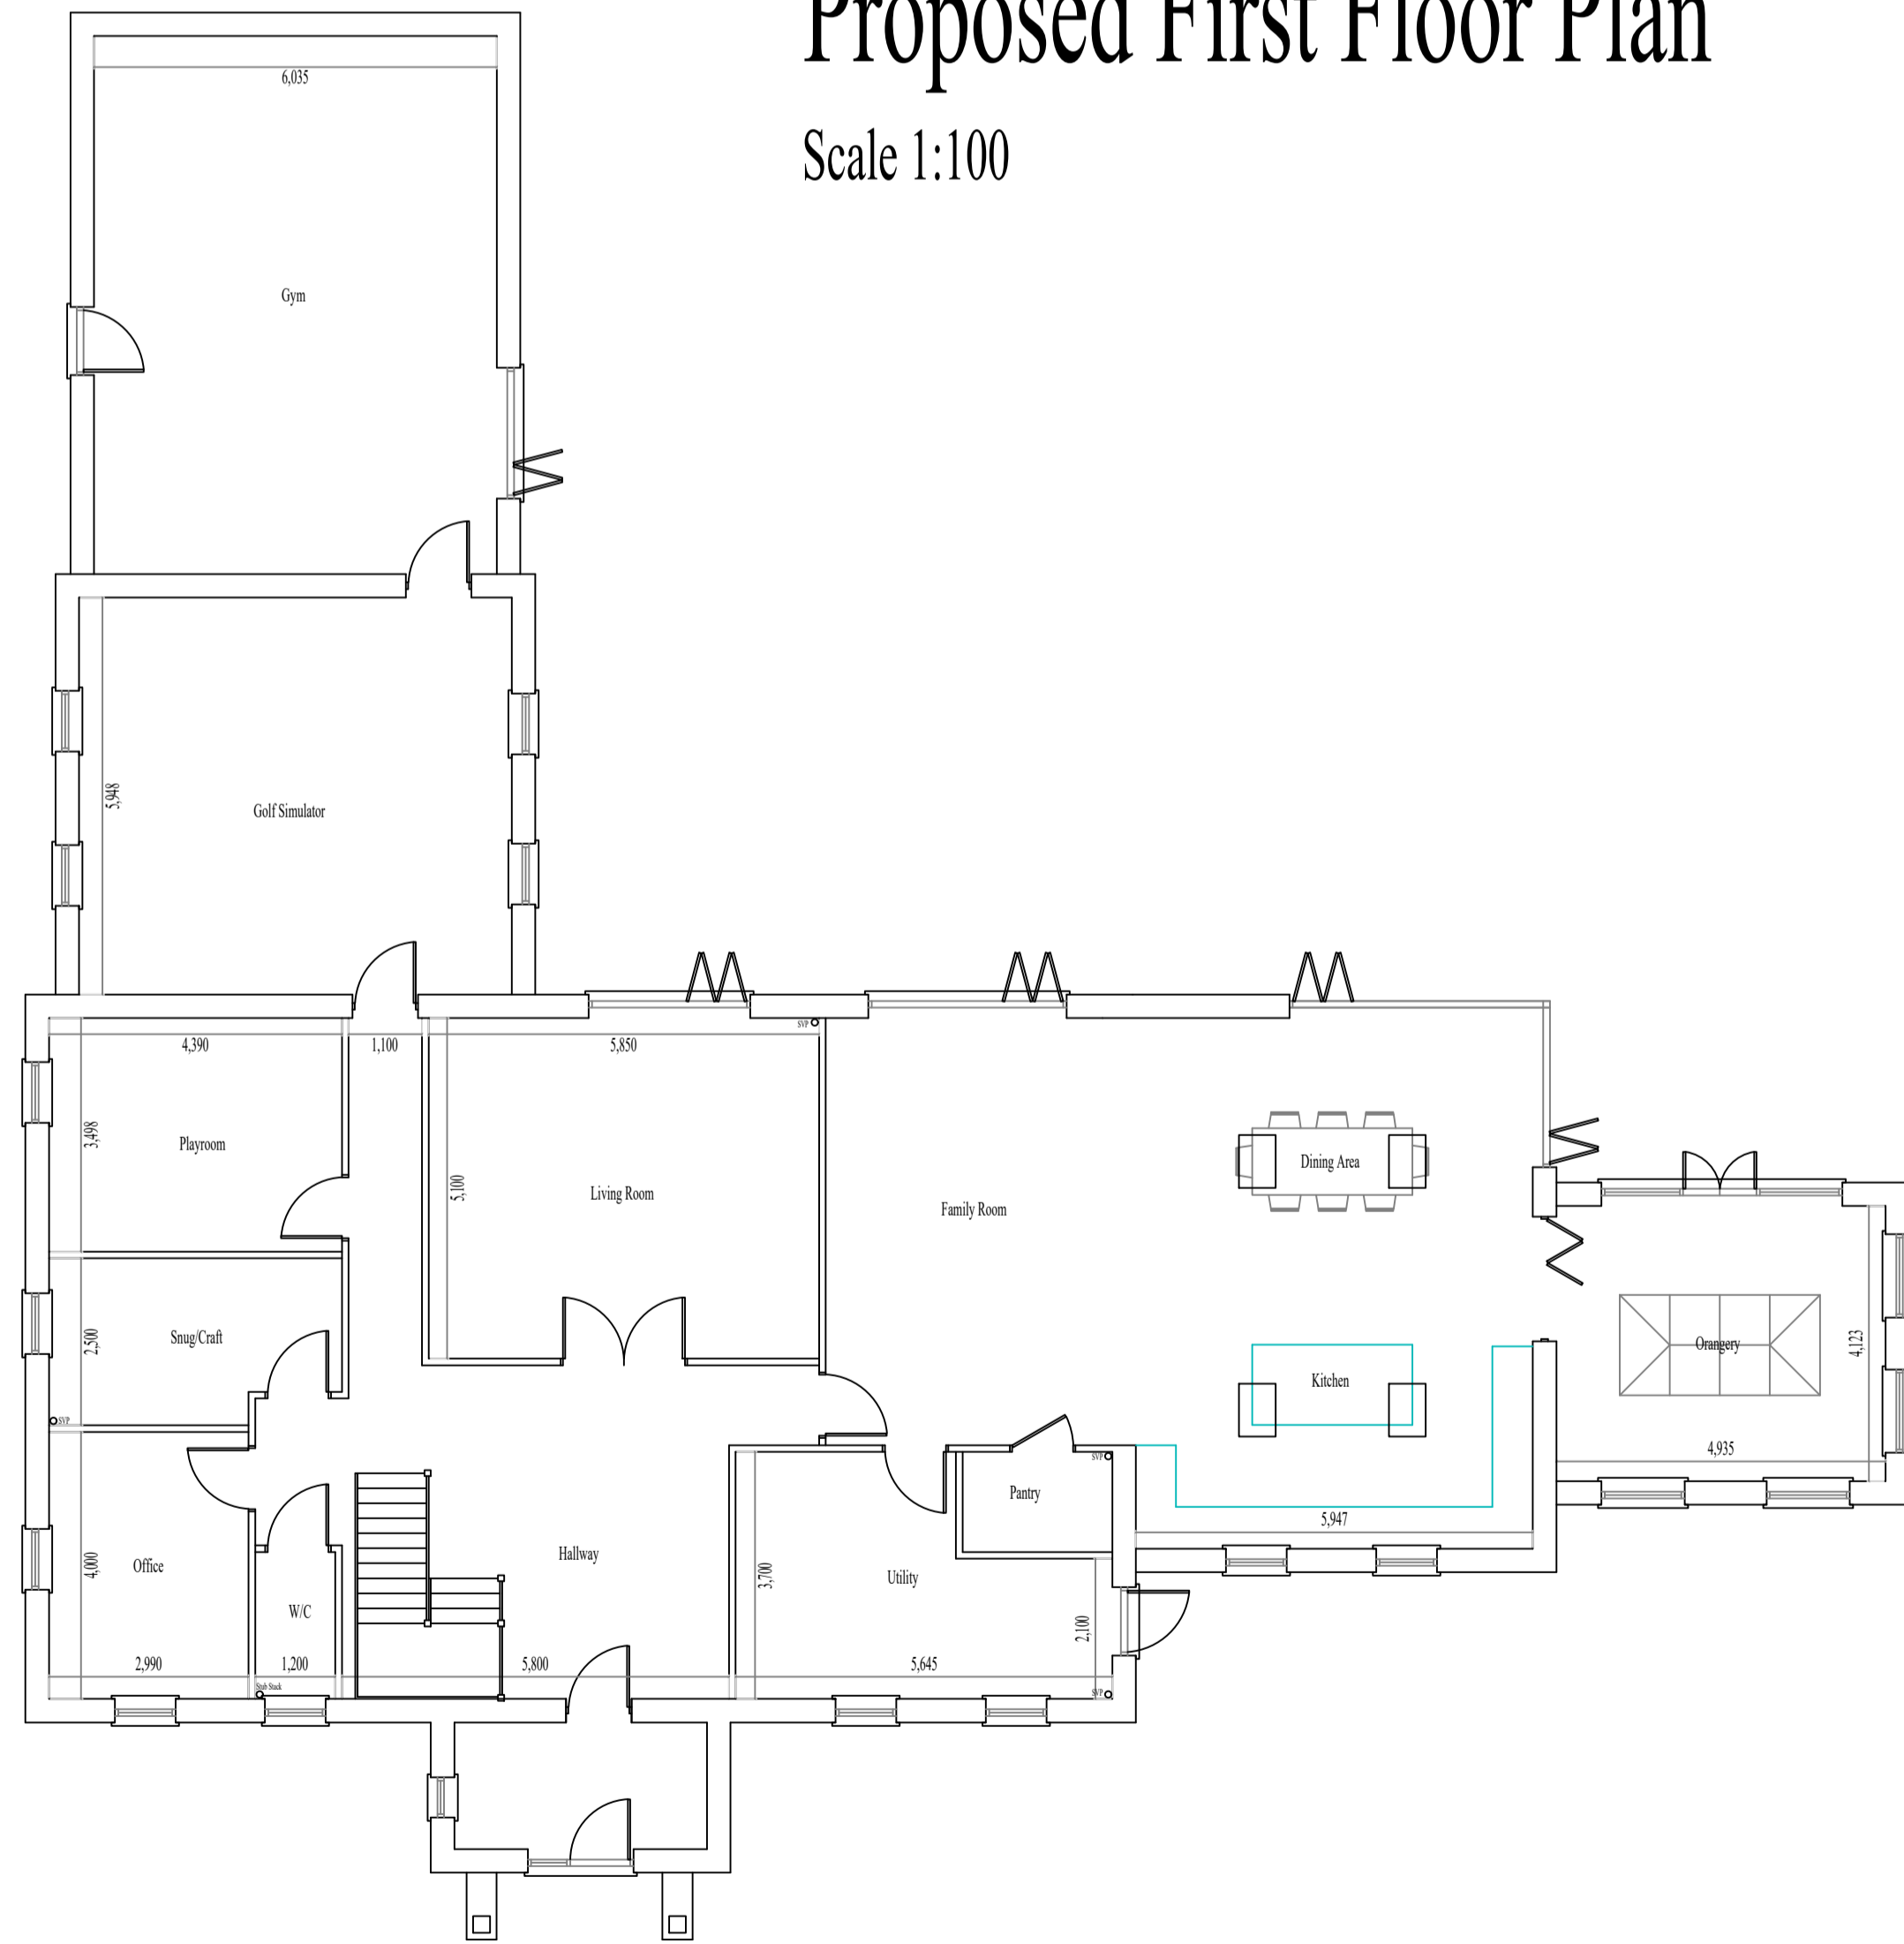 Proposed First Floor Plan
Scale 1:100
6,035
Gym
5,948
Golf Simulator
SVP
4,390
1,100
5,850
3,498
Playroom
5,100
Living Room
Family Room
Dining Area
2,500
Snug/Craft
Orangery
4,123
Kitchen
SVP
4,935
SVP
Pantry
5,947
4,000
Office
Hallway
3,700
Utility
W/C
2,100
2,990
1,200
5,800
5,645
Stub Stack
SVP